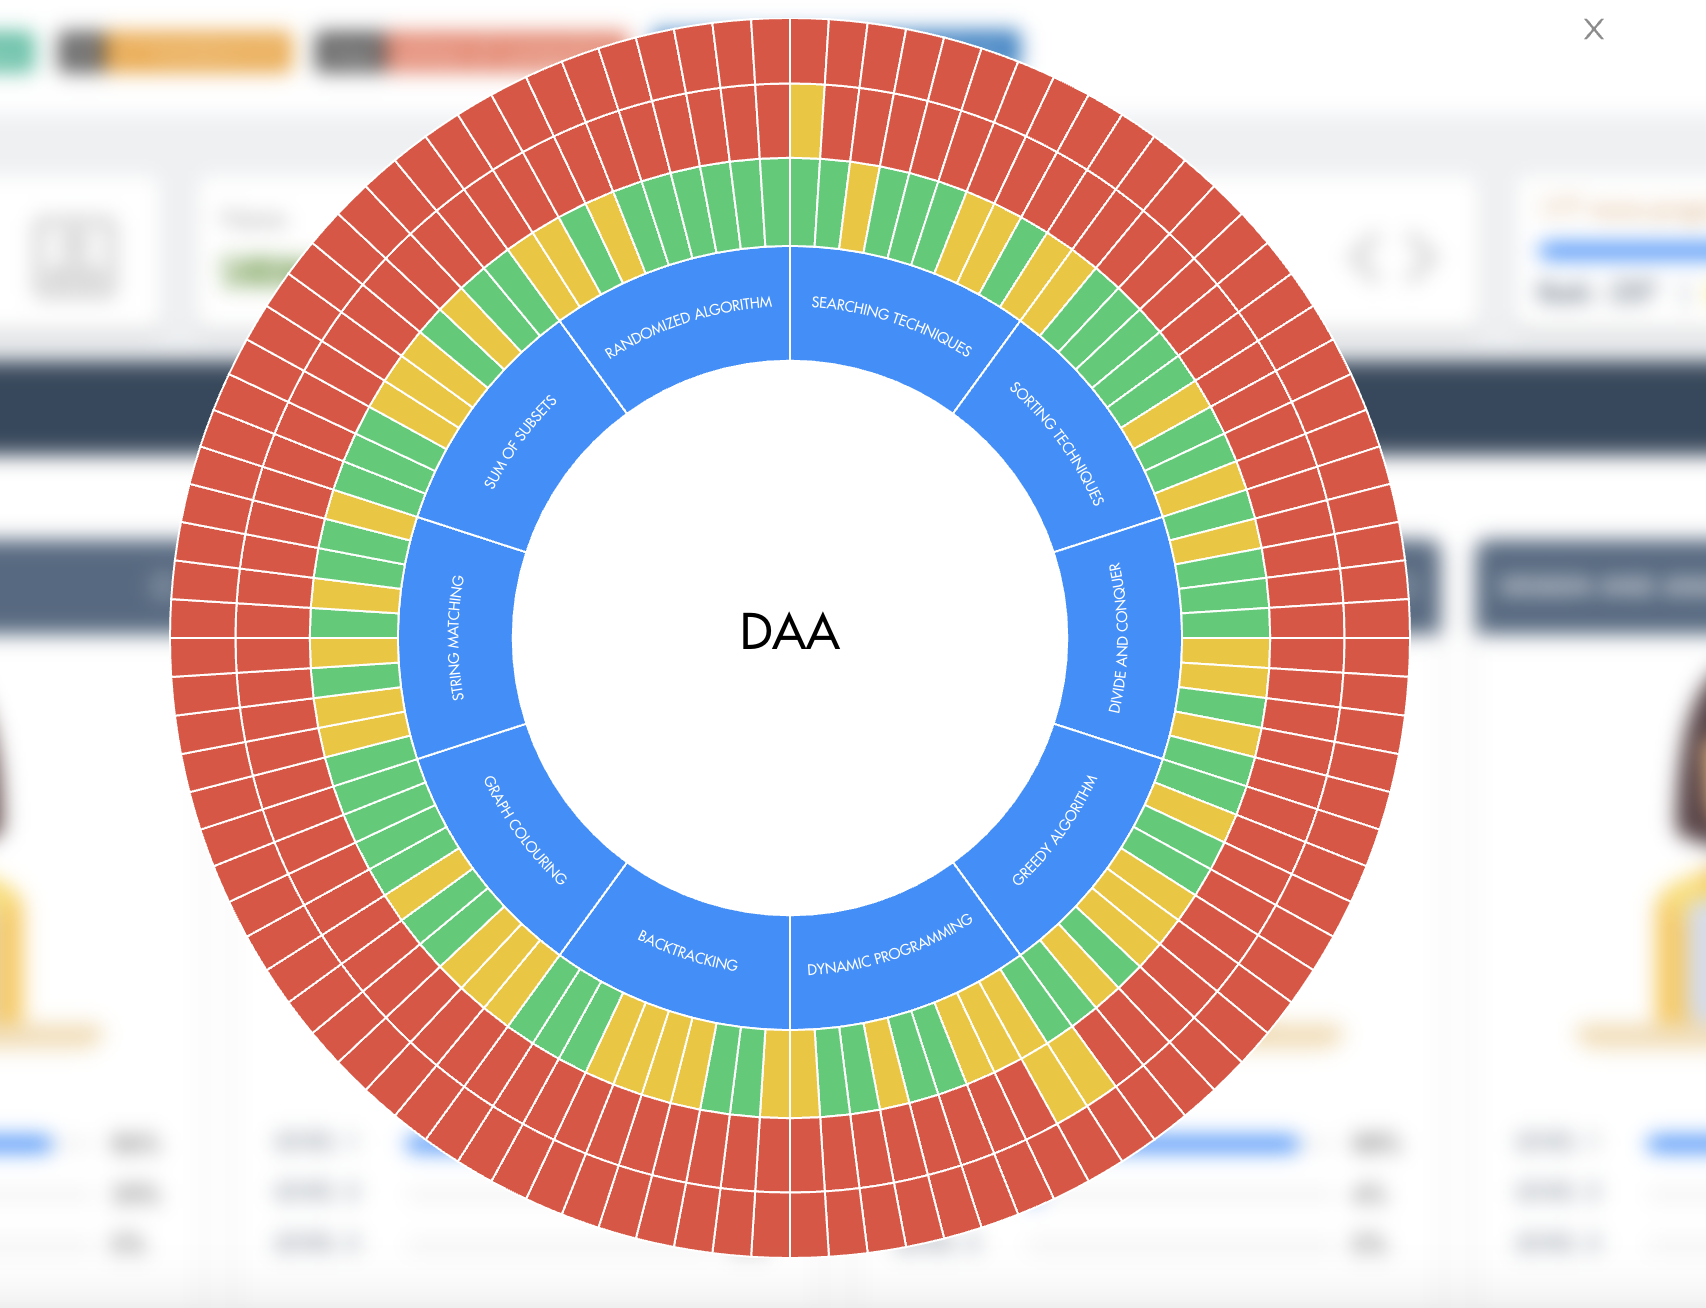 X
DAA
SEARCHING TECHNIQUES
SORTING TECHNIQUES
DIVIDE AND CONQUER
GREEDY ALGORITHM
DYNAMIC PROGRAMMING
BACKTRACKING
GRAPH COLOURING
STRING MATCHING
SUM OF SUBSETS
RANDOMIZED ALGORITHM